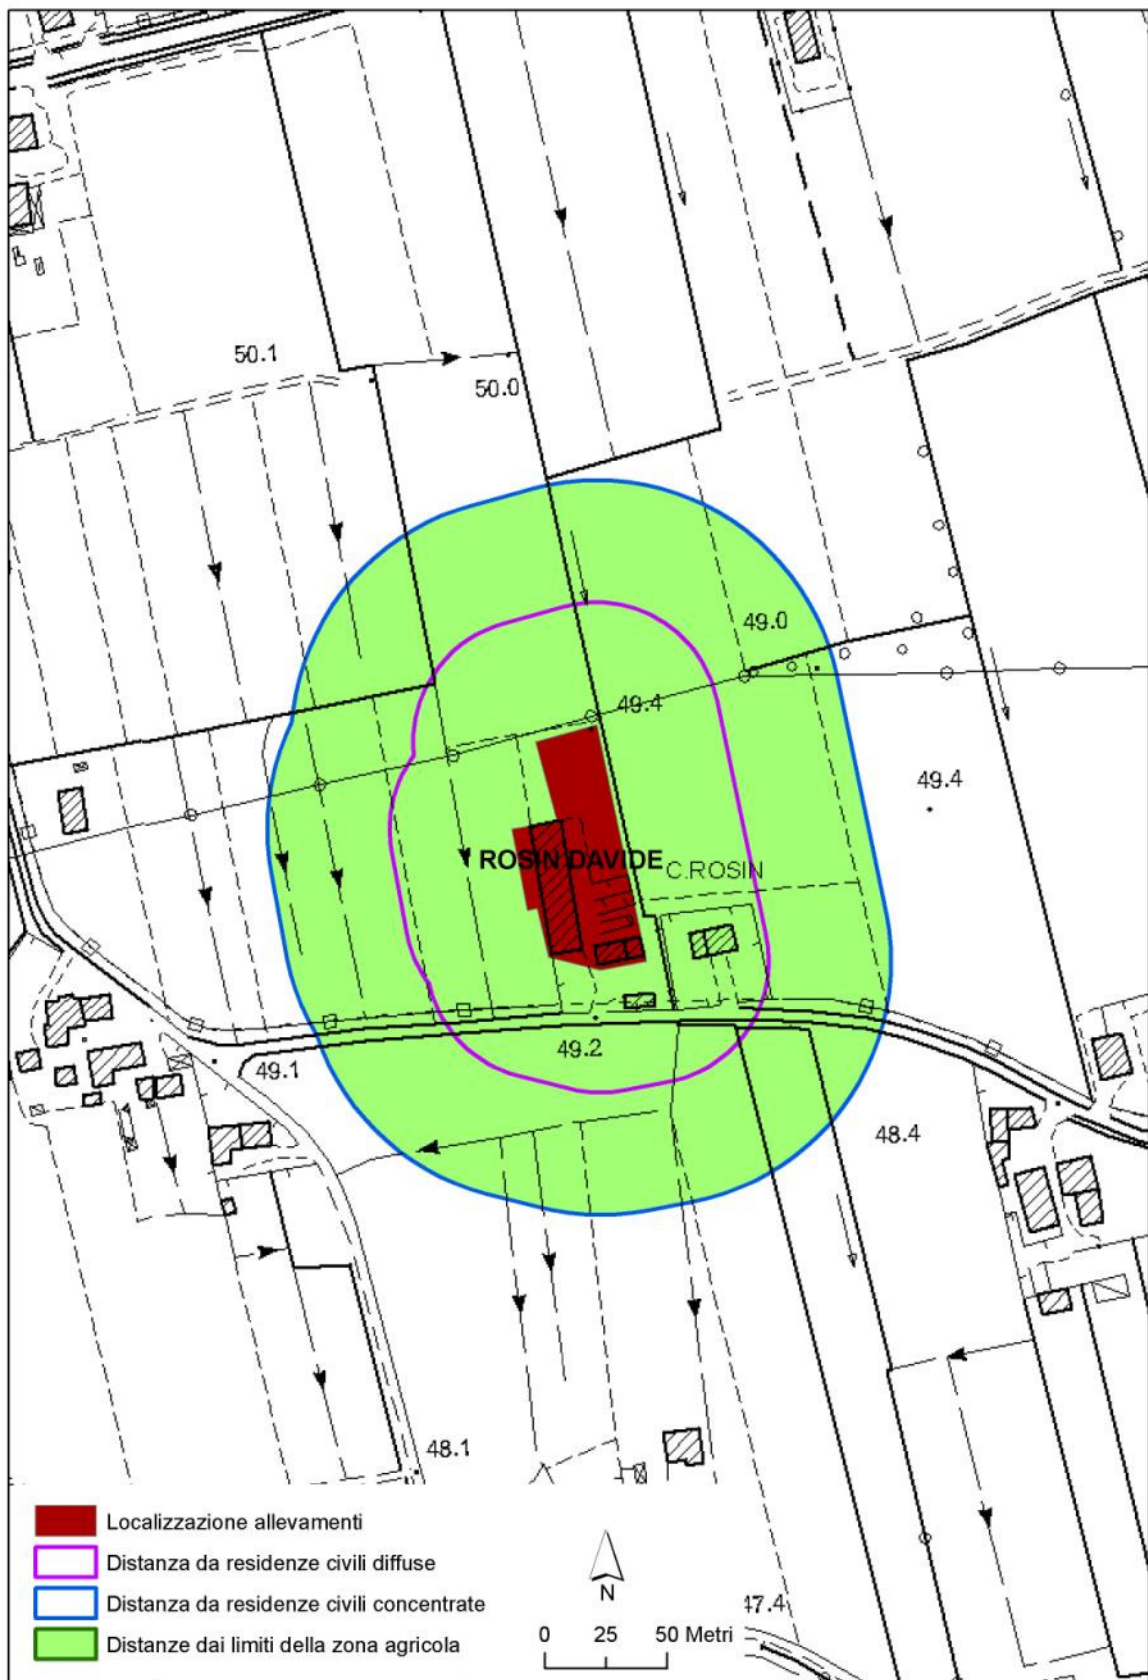 50.1
50.0
49.0
49.4
49.4
ROSIN DAVIDE
C.ROSIN
49.2
49.1
48.4
48.1
Localizzazione allevamenti
Distanza da residenze civili diffuse
Distanza da residenze civili concentrate
Distanze dai limiti della zona agricola
N
0 25 50 Metri
47.4